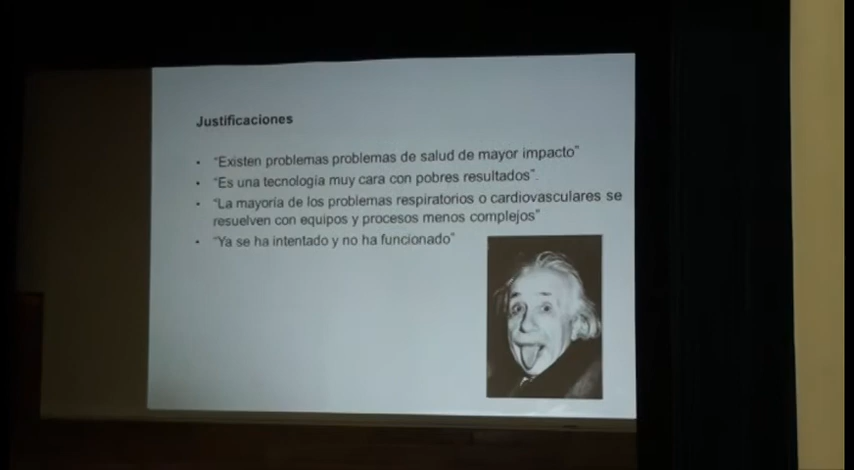 Justificaciones
• "Existen problemas problemas de salud de mayor impacto"
• "Es una tecnología muy cara con pobres resultados".
• "La mayoría de los problemas respiratorios o cardiovasculares se
resuelven con equipos y procesos menos complejos"
• "Ya se ha intentado y no ha funcionado"